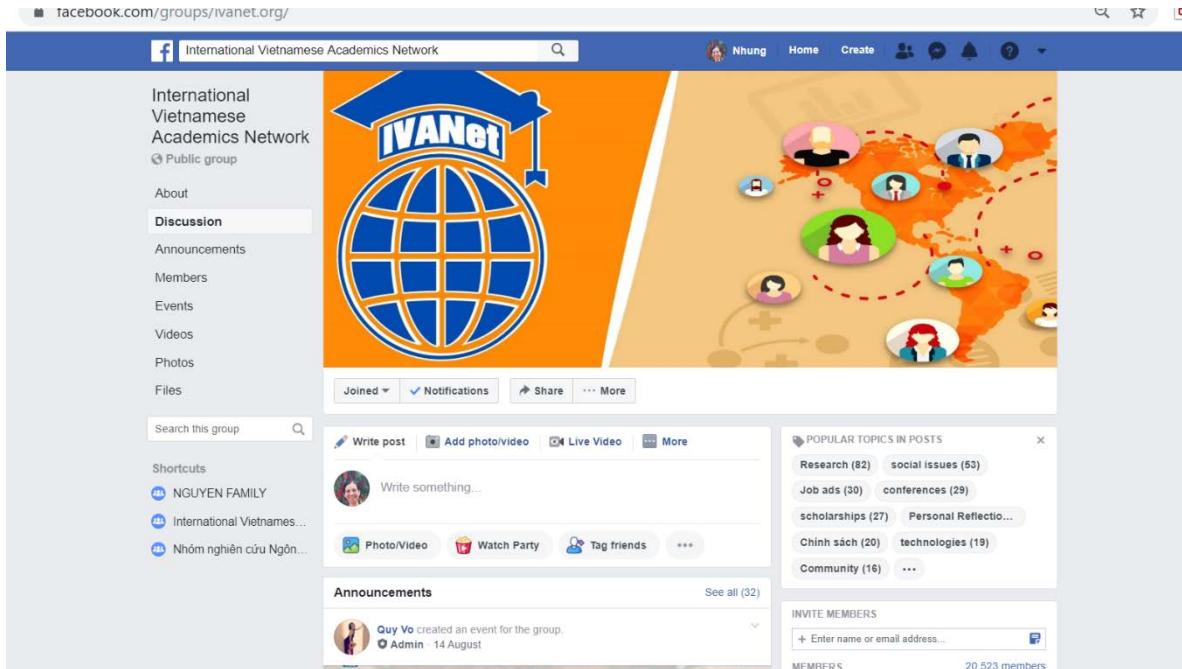 facebook.com/groups/ivanet.org/
International Vietnamese Academics Network
Nhung
Home
Create
International
Vietnamese
Academics Network
Public group
About
Discussion
Announcements
Members
Events
Videos
Photos
Files
Search this group
Shortcuts
NGUYEN FAMILY
International Vietnames...
Nhóm nghiên cứu Ngôn...
IVANet
Joined
Notifications
Share
··· More
Write post
Add photo/video
Live Video
More
Write something...
Photo/Video
Watch Party
Tag friends
Announcements
See all (32)
Quy Vo created an event for the group.
Admin · 14 August
POPULAR TOPICS IN POSTS
Research (82)
social issues (53)
Job ads (30)
conferences (29)
scholarships (27)
Personal Reflectio...
Chính sách (20)
technologies (19)
Community (16)
INVITE MEMBERS
+ Enter name or email address...
MEMBERS
20,523 members